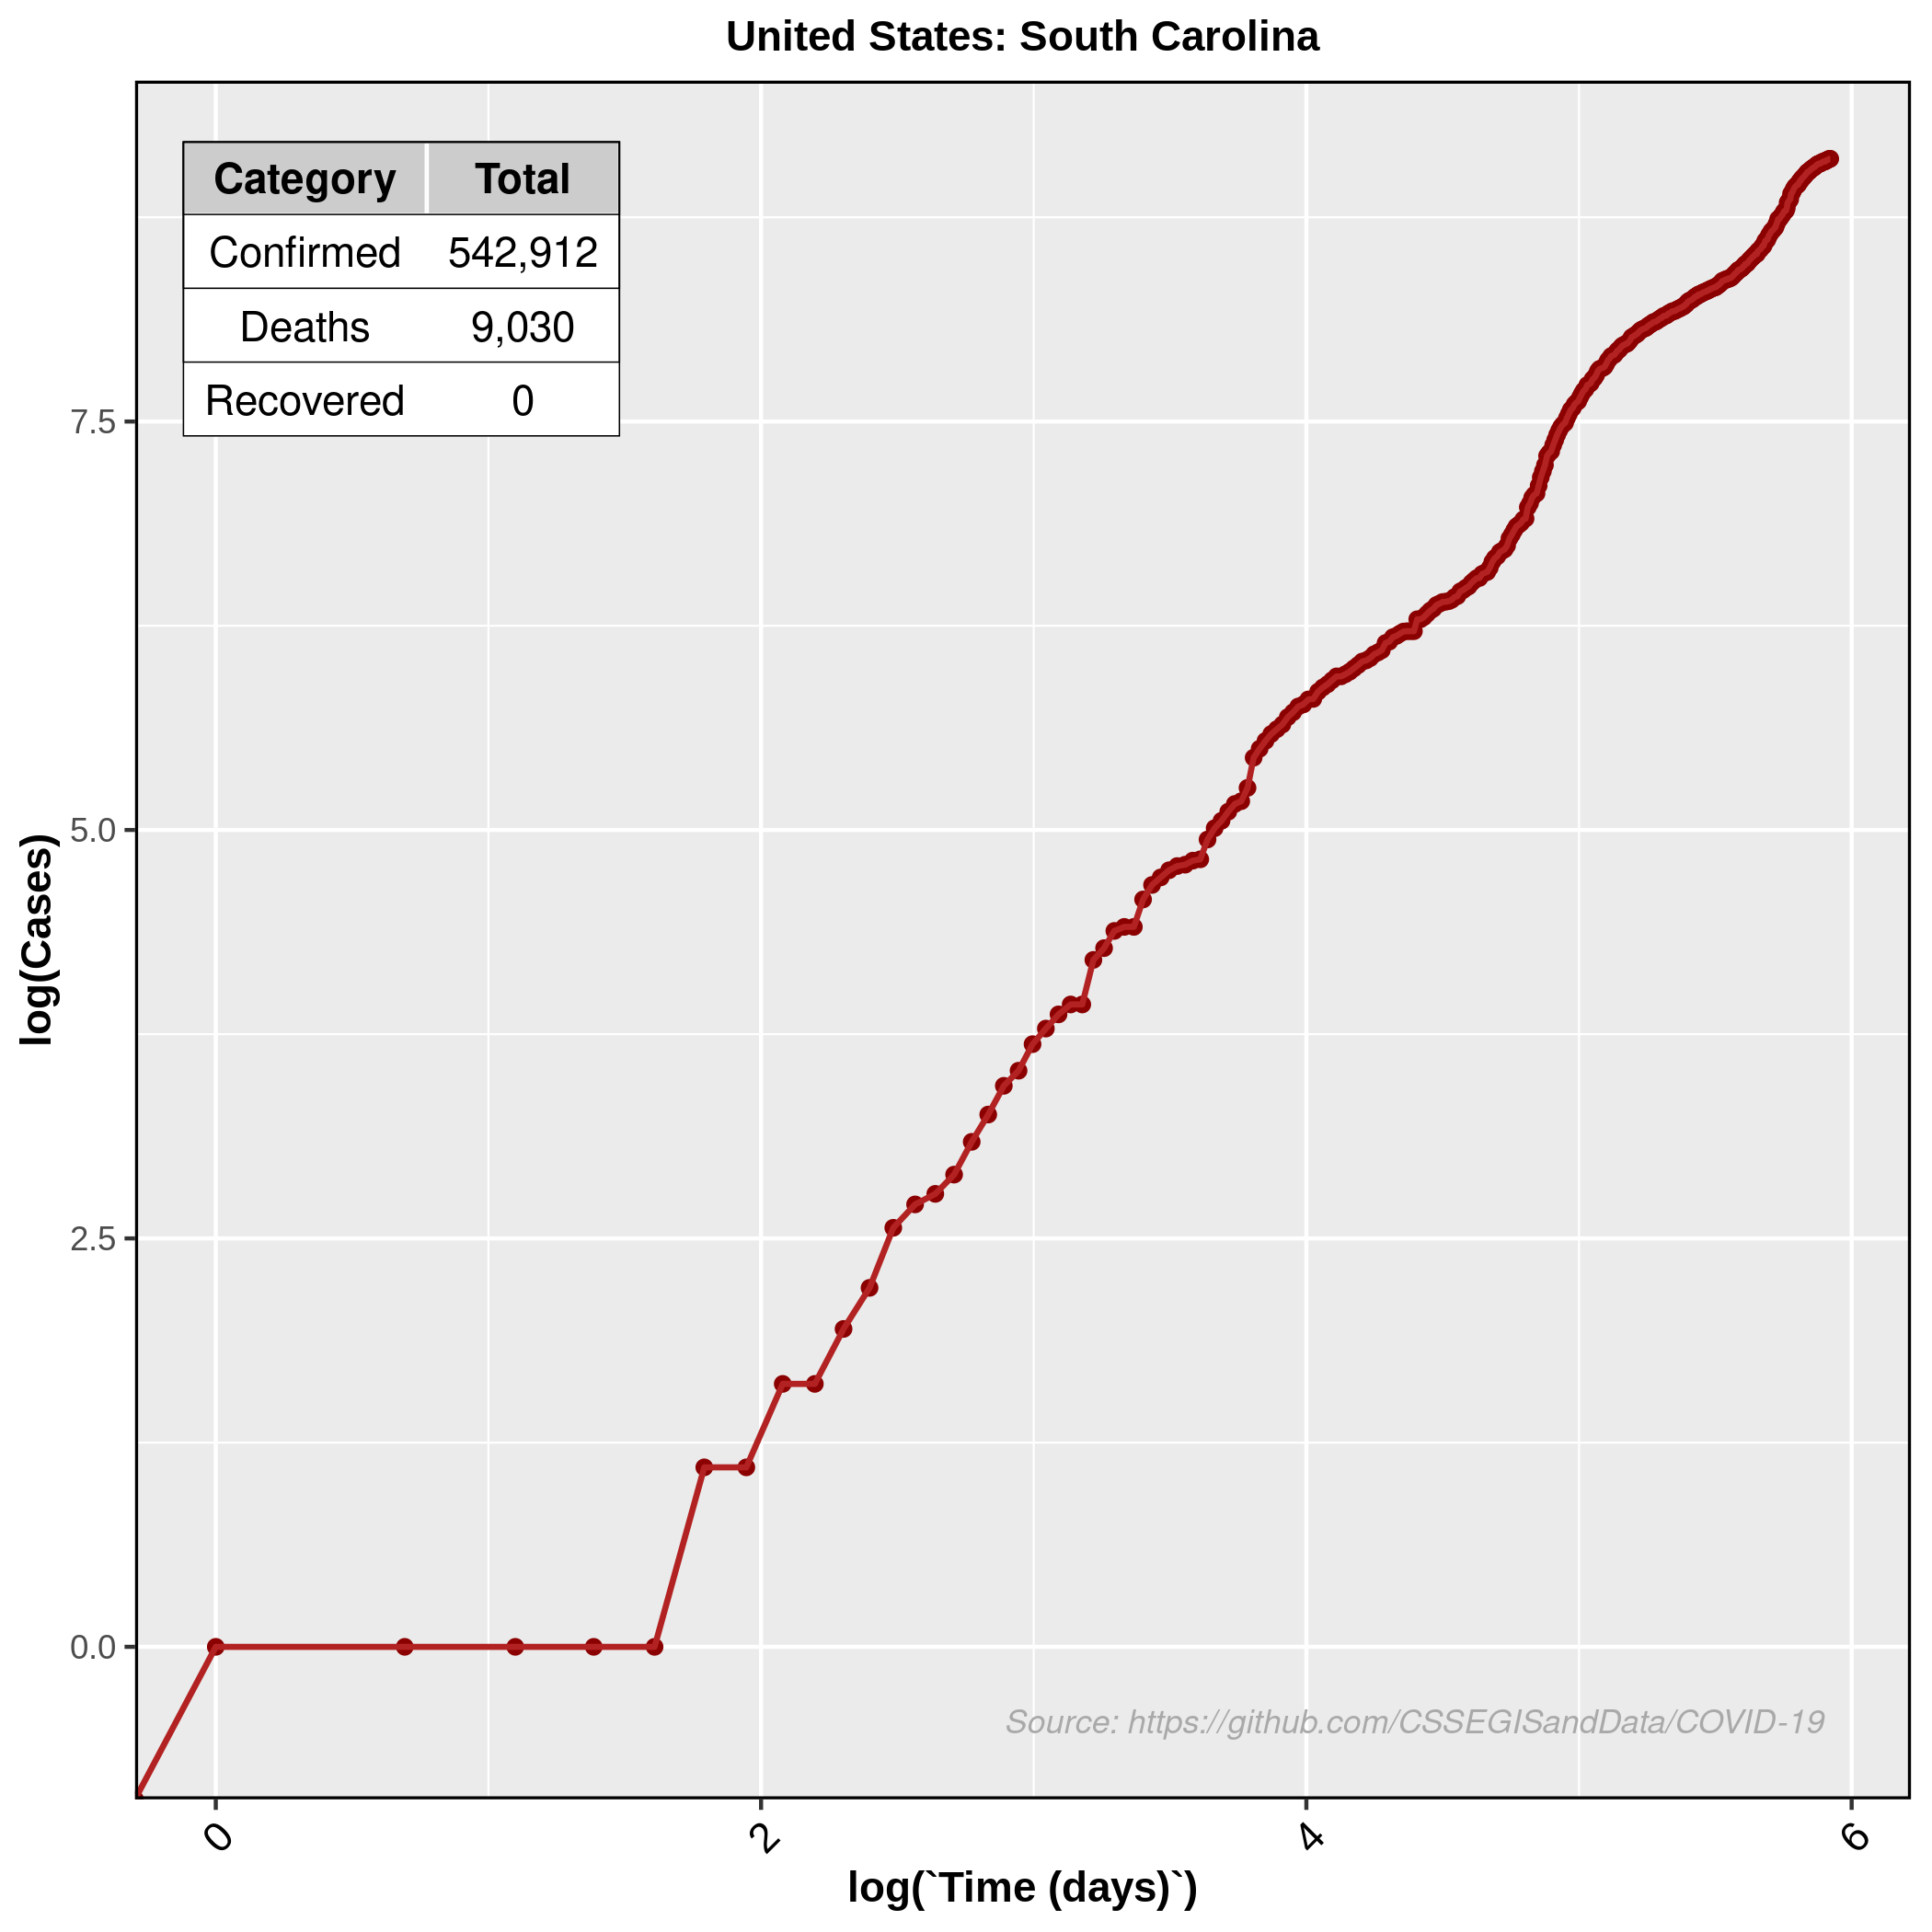 United States: South Carolina
Category Total
Confirmed 542,912
Deaths 9,030
Recovered 0
7.5
5.0
2.5
0.0
log(Cases)
Source: https://github.com/CSSEGISandData/COVID-19
0 2 4 6
log(`Time (days)`)